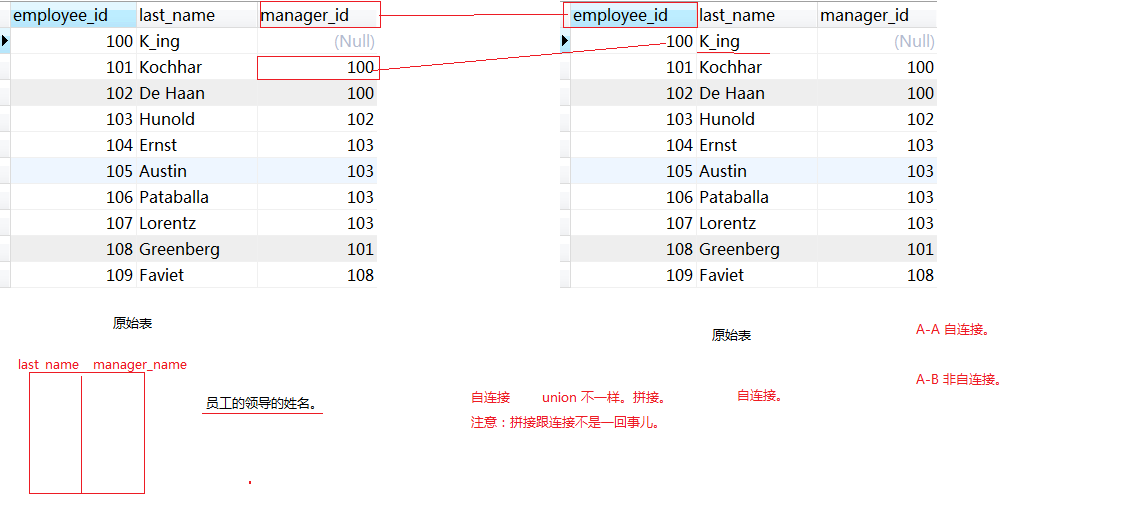 employee_id last_name manager_id employee_id last_name manager_id
100 K_ing (Null) 100 K_ing (Null)
101 Kochhar 100 101 Kochhar 100
102 De Haan 100 102 De Haan 100
103 Hunold 102 103 Hunold 102
104 Ernst 103 104 Ernst 103
105 Austin 103 105 Austin 103
106 Pataballa 103 106 Pataballa 103
107 Lorentz 103 107 Lorentz 103
108 Greenberg 101 108 Greenberg 101
109 Faviet 108 109 Faviet 108
原始表
原始表
A-A 自连接。
last_name manager_name
A-B 非自连接。
员工的领导的姓名。
自连接 union 不一样。拼接。 自连接。
注意：拼接跟连接不是一回事儿。